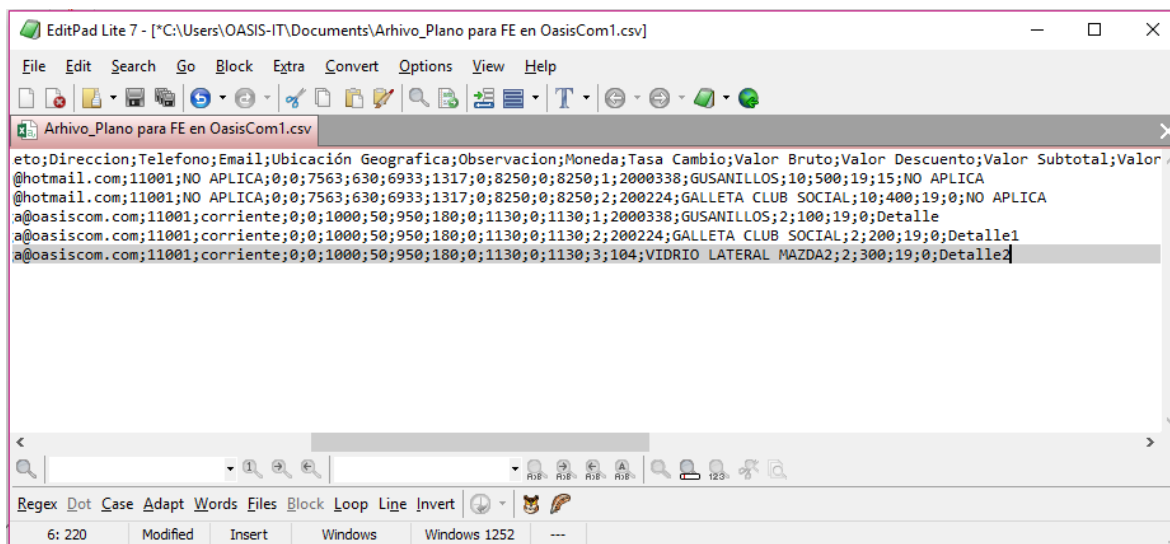 EditPad Lite 7 - [*C:\Users\OASIS-IT\Documents\Arhivo_Plano para FE en OasisCom1.csv]
File Edit Search Go Block Extra Convert Options View Help
Arhivo_Plano para FE en OasisCom1.csv
eto;Direccion;Telefono;Email;Ubicación Geografica;Observacion;Moneda;Tasa Cambio;Valor Bruto;Valor Descuento;Valor Subtotal;Valor
@hotmail.com;11001;NO APLICA;0;0;7563;630;6933;1317;0;8250;0;8250;1;2000338;GUSANILLOS;10;500;19;15;NO APLICA
@hotmail.com;11001;NO APLICA;0;0;7563;630;6933;1317;0;8250;0;8250;2;200224;GALLETA CLUB SOCIAL;10;400;19;0;NO APLICA
a@oasiscom.com;11001;corriente;0;0;1000;50;950;180;0;1130;0;1130;1;2000338;GUSANILLOS;2;100;19;0;Detalle
a@oasiscom.com;11001;corriente;0;0;1000;50;950;180;0;1130;0;1130;2;200224;GALLETA CLUB SOCIAL;2;200;19;0;Detalle1
a@oasiscom.com;11001;corriente;0;0;1000;50;950;180;0;1130;0;1130;3;104;VIDRIO LATERAL MAZDA2;2;300;19;0;Detalle2
Regex Dot Case Adapt Words Files Block Loop Line Invert
6: 220 Modified Insert Windows Windows 1252 ---